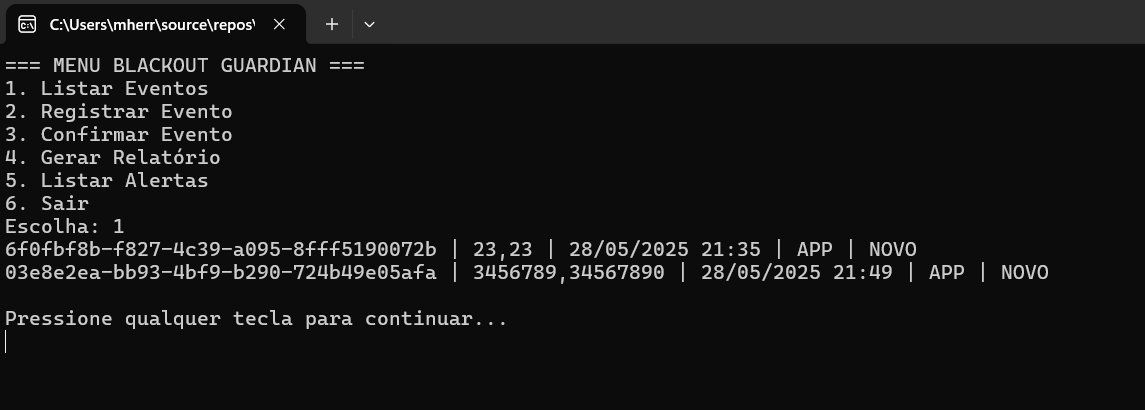 C:\Users\mherr\source\repos\
=== MENU BLACKOUT GUARDIAN ===
1. Listar Eventos
2. Registrar Evento
3. Confirmar Evento
4. Gerar Relatório
5. Listar Alertas
6. Sair
Escolha: 1
6f0fbf8b-f827-4c39-a095-8fff5190072b | 23,23 | 28/05/2025 21:35 | APP | NOVO
03e8e2ea-bb93-4bf9-b290-724b49e05afa | 3456789,34567890 | 28/05/2025 21:49 | APP | NOVO
Pressione qualquer tecla para continuar...